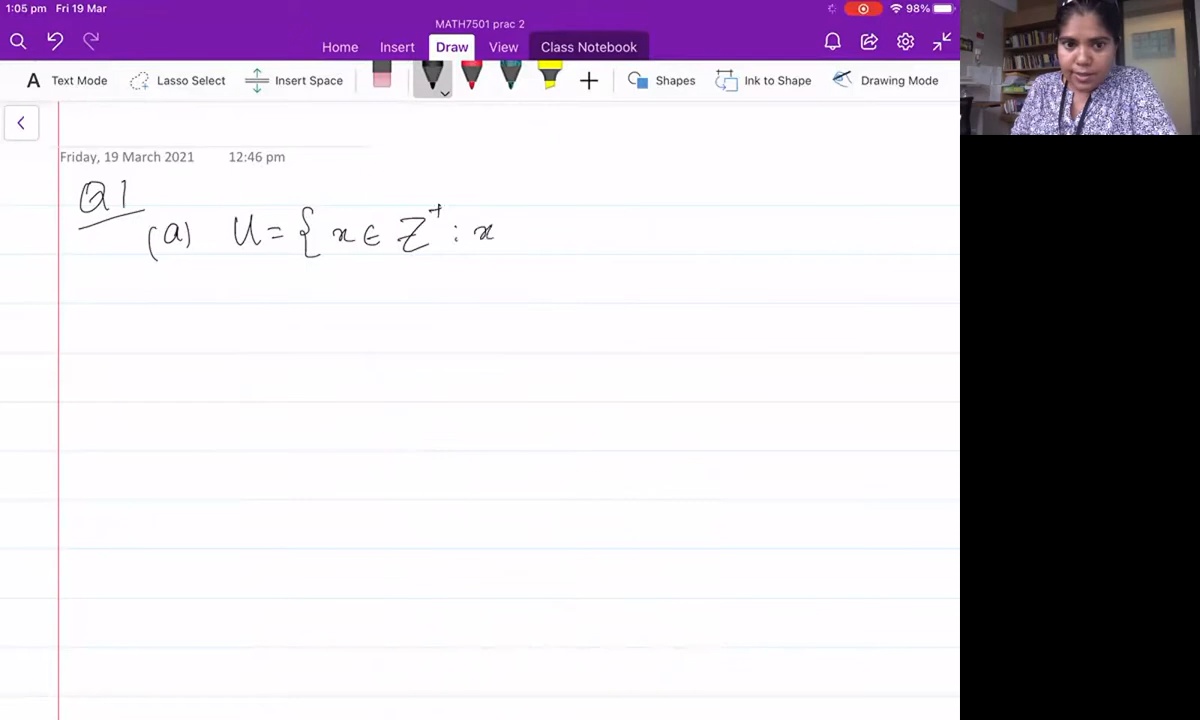 1:05 pm Fri 19 Mar
98%
MATH7501 prac 2
Home Insert Draw View Class Notebook
A Text Mode Lasso Select Insert Space + Shapes Ink to Shape Drawing Mode
Friday, 19 March 2021 12:46 pm
Q1
(a) U = { x ∈ Z⁺ : x